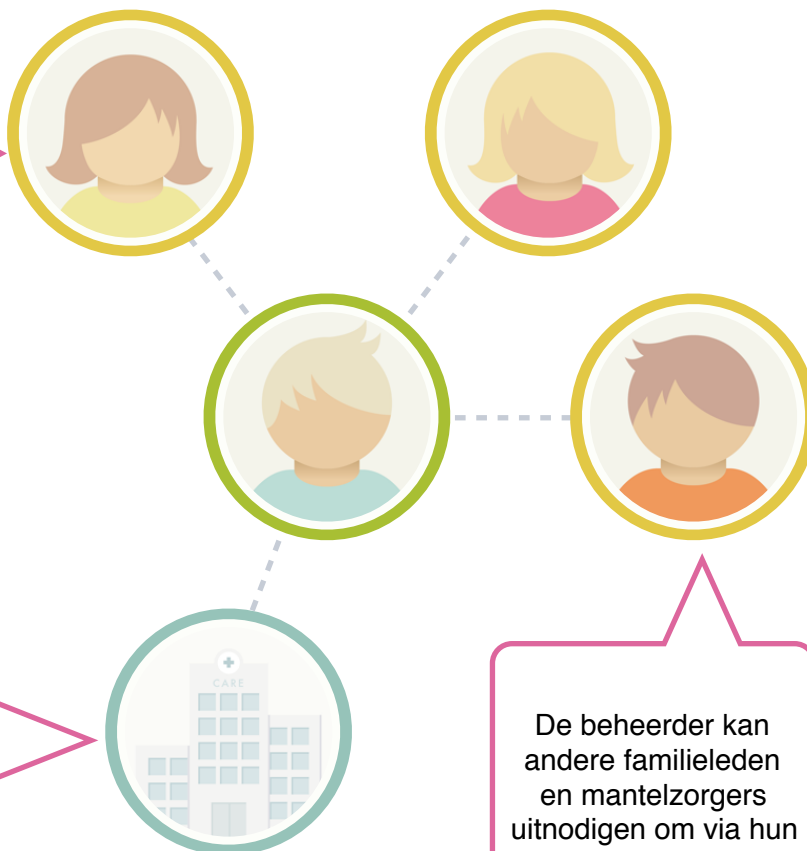 CARE
De beheerder kan
andere familieleden
en mantelzorgers
uitnodigen om via hun